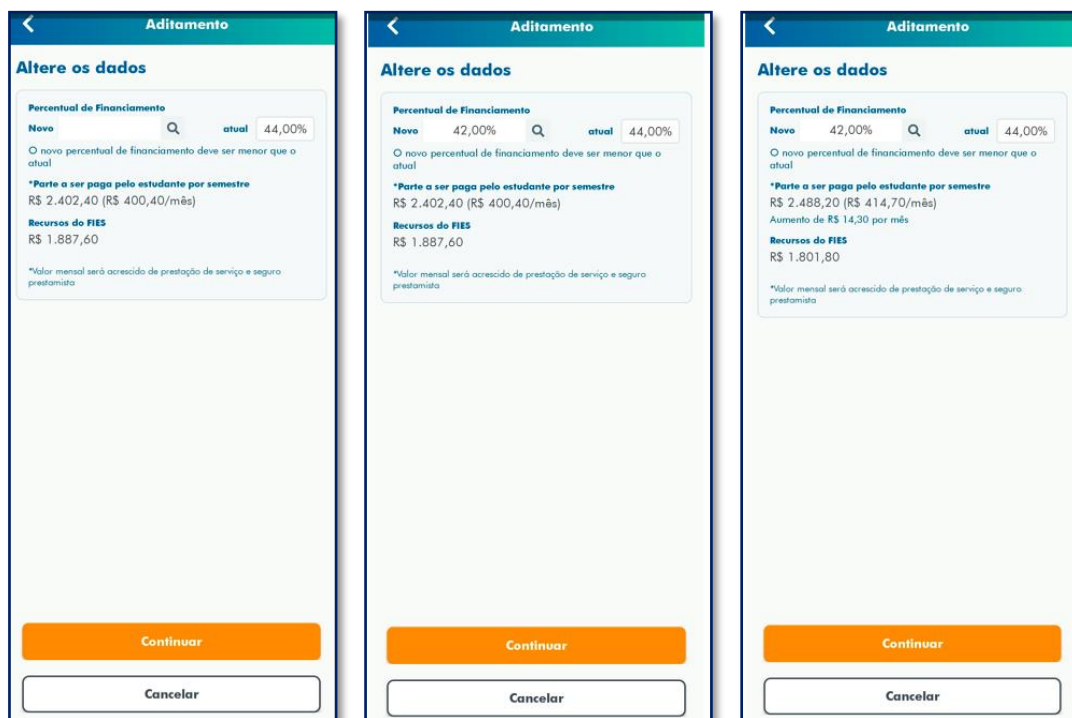 Aditamento
Altere os dados
Percentual de Financiamento
Novo atual 44,00%
O novo percentual de financiamento deve ser menor que o
atual
*Parte a ser paga pelo estudante por semestre
R$ 2.402,40 (R$ 400,40/mês)
Recursos do FIES
R$ 1.887,60
*Valor mensal será acrescido de prestação de serviço e seguro
prestamista
Continuar
Cancelar
Aditamento
Altere os dados
Percentual de Financiamento
Novo 42,00% atual 44,00%
O novo percentual de financiamento deve ser menor que o
atual
*Parte a ser paga pelo estudante por semestre
R$ 2.402,40 (R$ 400,40/mês)
Recursos do FIES
R$ 1.887,60
*Valor mensal será acrescido de prestação de serviço e seguro
prestamista
Continuar
Cancelar
Aditamento
Altere os dados
Percentual de Financiamento
Novo 42,00% atual 44,00%
O novo percentual de financiamento deve ser menor que o
atual
*Parte a ser paga pelo estudante por semestre
R$ 2.488,20 (R$ 414,70/mês)
Aumento de R$ 14,30 por mês
Recursos do FIES
R$ 1.801,80
*Valor mensal será acrescido de prestação de serviço e seguro
prestamista
Continuar
Cancelar